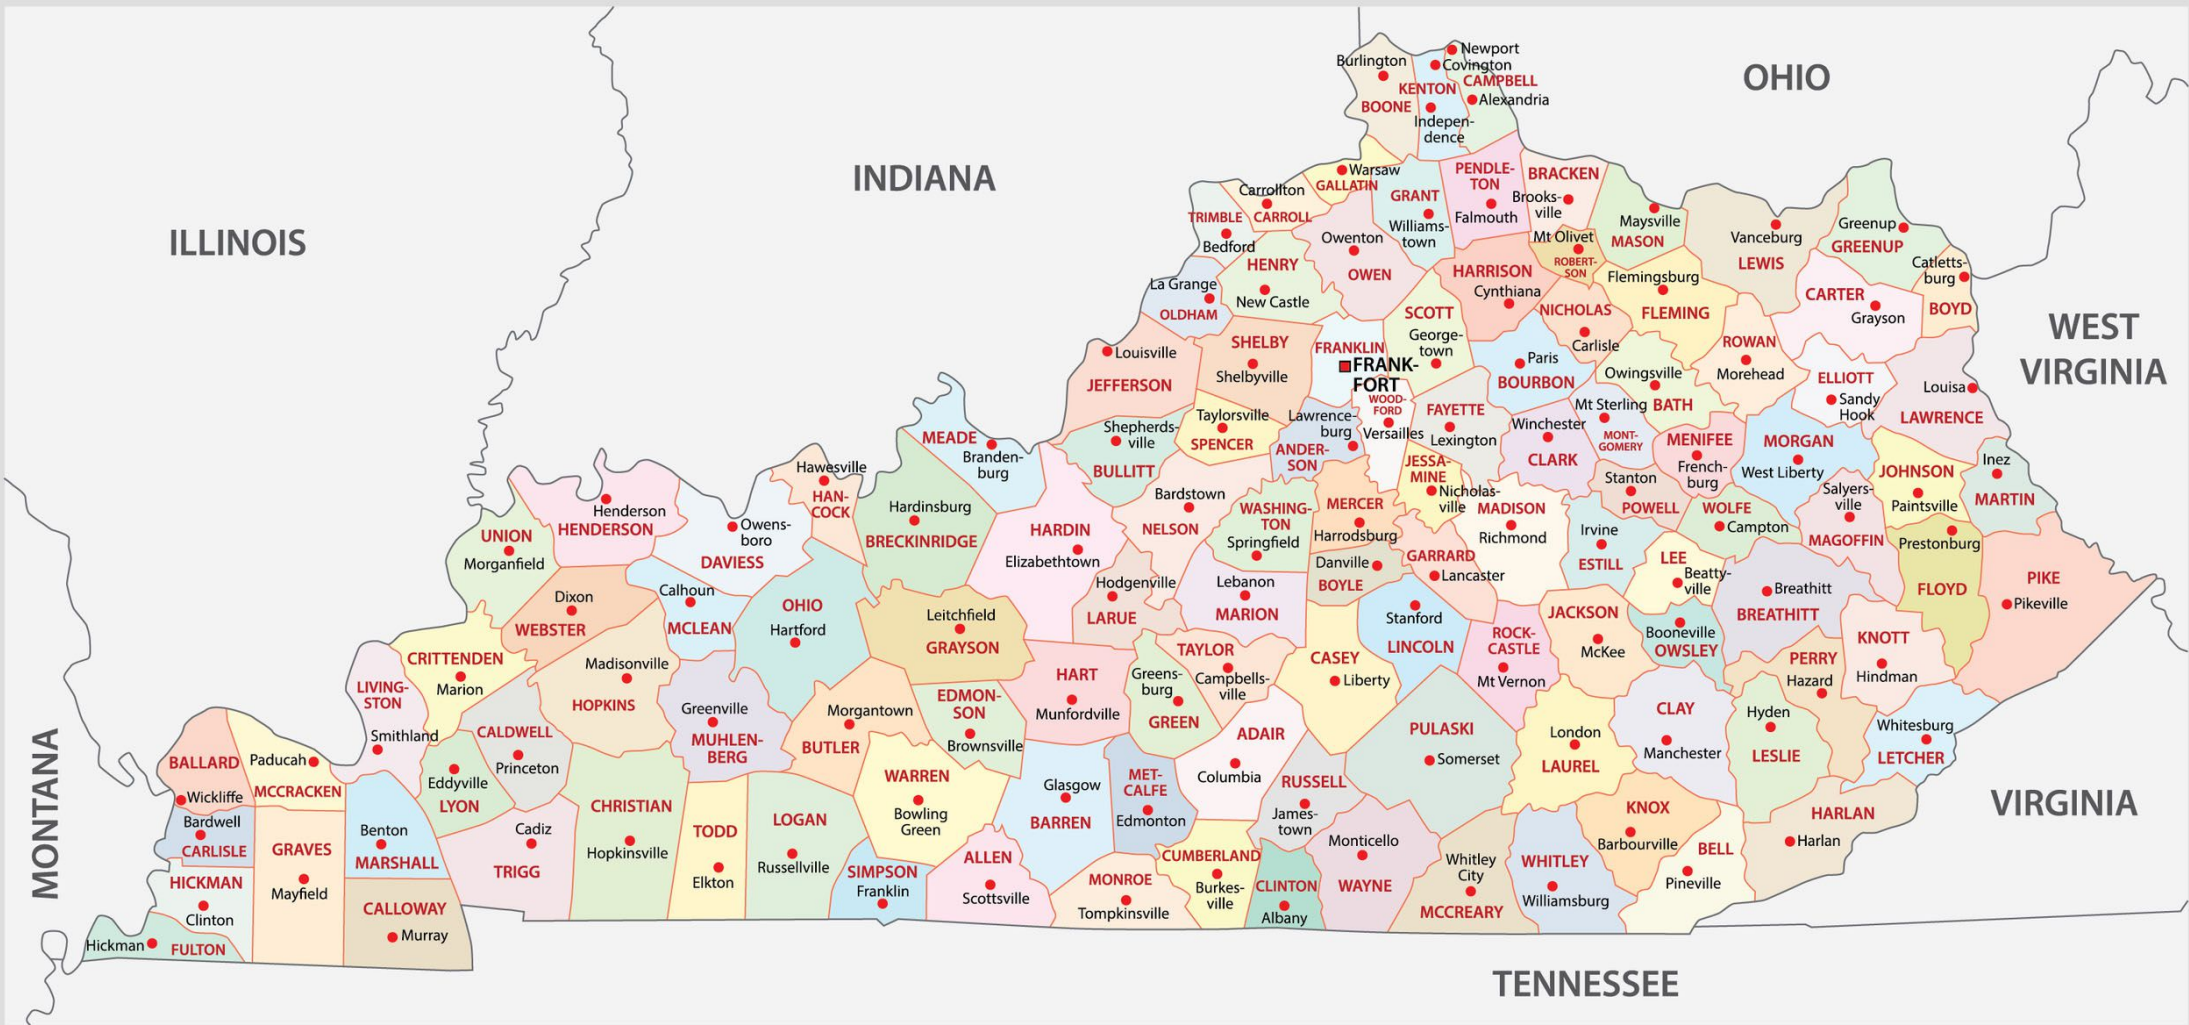 ILLINOIS
INDIANA
OHIO
WEST
VIRGINIA
VIRGINIA
TENNESSEE
MONTANA
Burlington
BOONE
Newport
Covington
KENTON
Indepen-
dence
CAMPBELL
Alexandria
Warsaw
GALLATIN
Carrollton
CARROLL
TRIMBLE
Bedford
GRANT
Williams-
town
PENDLE-
TON
Falmouth
BRACKEN
Brooks-
ville
Maysville
MASON
Mt Olivet
ROBERT-
SON
Vanceburg
LEWIS
Greenup
GREENUP
Catletts-
burg
BOYD
CARTER
Grayson
Owenton
OWEN
HENRY
New Castle
La Grange
OLDHAM
HARRISON
Cynthiana
Flemingsburg
FLEMING
NICHOLAS
Carlisle
SCOTT
George-
town
SHELBY
Shelbyville
FRANKLIN
FRANK-
FORT
Louisville
JEFFERSON
Paris
BOURBON
ROWAN
Morehead
Owingsville
BATH
ELLIOTT
Sandy
Hook
Louisa
LAWRENCE
WOOD-
FORD
Versailles
FAYETTE
Lexington
Winchester
CLARK
Mt Sterling
MONT-
GOMERY
MENIFEE
French-
burg
MORGAN
West Liberty
Taylorsville
SPENCER
Lawrence-
burg
ANDER-
SON
Shepherds-
ville
BULLITT
MEADE
Branden-
burg
JOHNSON
Paintsville
Inez
MARTIN
Salyers-
ville
MAGOFFIN
Stanton
POWELL
WOLFE
Campton
JESSA-
MINE
Nicholas-
ville
MADISON
Richmond
MERCER
Harrodsburg
WASHING-
TON
Springfield
Bardstown
NELSON
HARDIN
Elizabethtown
Hardinsburg
BRECKINRIDGE
Hawesville
HAN-
COCK
Owens-
boro
DAVIESS
Henderson
HENDERSON
UNION
Morganfield
Dixon
WEBSTER
Calhoun
MCLEAN
OHIO
Hartford
Leitchfield
GRAYSON
Hodgenville
LARUE
Lebanon
MARION
Danville
BOYLE
GARRARD
Lancaster
Irvine
ESTILL
LEE
Beatty-
ville
Breathitt
BREATHITT
Prestonburg
FLOYD
PIKE
Pikeville
Stanford
LINCOLN
ROCK-
CASTLE
Mt Vernon
JACKSON
McKee
Booneville
OWSLEY
PERRY
Hazard
KNOTT
Hindman
Whitesburg
LETCHER
Hyden
LESLIE
CLAY
Manchester
London
LAUREL
PULASKI
Somerset
CASEY
Liberty
TAYLOR
Campbells-
ville
Greens-
burg
GREEN
HART
Munfordville
EDMON-
SON
Brownsville
Morgantown
BUTLER
Greenville
MUHLEN-
BERG
Madisonville
HOPKINS
CRITTENDEN
Marion
LIVING-
STON
Smithland
CALDWELL
Princeton
Eddyville
LYON
Paducah
MCCRACKEN
BALLARD
Wickliffe
Bardwell
CARLISLE
HICKMAN
Clinton
Hickman
FULTON
GRAVES
Mayfield
Benton
MARSHALL
CALLOWAY
Murray
Cadiz
TRIGG
CHRISTIAN
Hopkinsville
TODD
Elkton
LOGAN
Russellville
SIMPSON
Franklin
WARREN
Bowling
Green
ALLEN
Scottsville
Glasgow
BARREN
MET-
CALFE
Edmonton
MONROE
Tompkinsville
ADAIR
Columbia
RUSSELL
James-
town
CUMBERLAND
Burkes-
ville
CLINTON
Albany
Monticello
WAYNE
Whitley
City
MCCREARY
WHITLEY
Williamsburg
KNOX
Barbourville
BELL
Pineville
HARLAN
Harlan